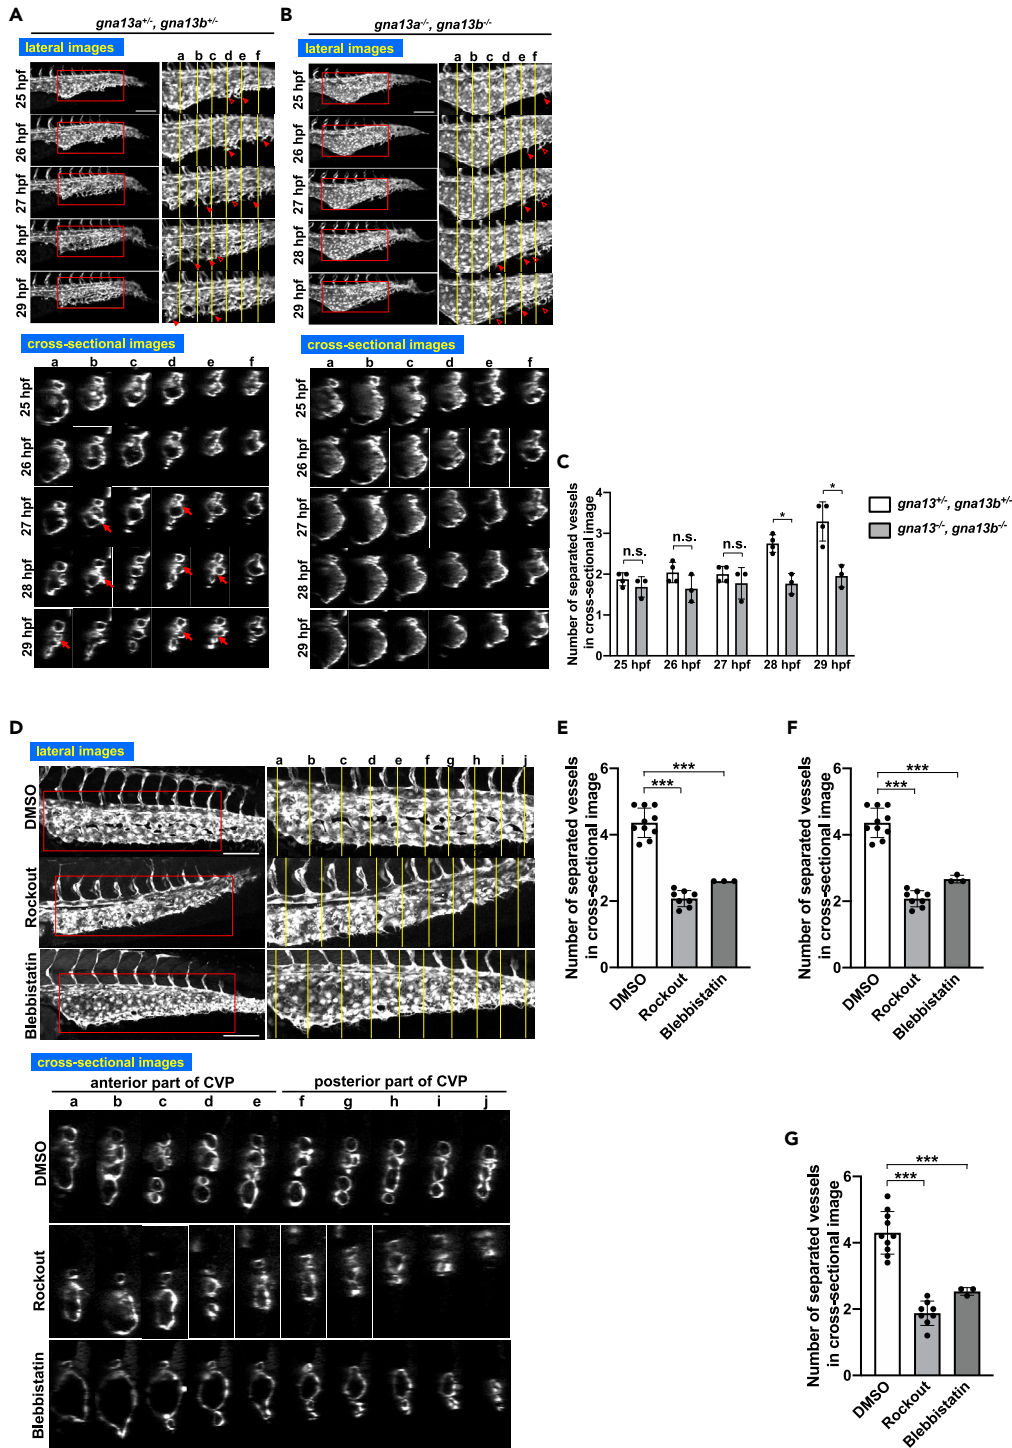 A
gna13a+/-, gna13b+/-
lateral images
a b c d e f
25 hpf
26 hpf
27 hpf
28 hpf
29 hpf
cross-sectional images
a b c d e f
25 hpf
26 hpf
27 hpf
28 hpf
29 hpf
B
gna13a-/-, gna13b-/-
lateral images
a b c d e f
25 hpf
26 hpf
27 hpf
28 hpf
29 hpf
cross-sectional images
a b c d e f
25 hpf
26 hpf
27 hpf
28 hpf
29 hpf
C
Number of separated vessels
in cross-sectional image
4
3
2
1
0
n.s. n.s. n.s. * *
25 hpf 26 hpf 27 hpf 28 hpf 29 hpf
gna13+/-, gna13b+/-
gna13-/-, gna13b-/-
D
lateral images
a b c d e f g h i j
DMSO
Rockout
Blebbistatin
cross-sectional images
anterior part of CVP posterior part of CVP
a b c d e f g h i j
DMSO
Rockout
Blebbistatin
E
Number of separated vessels
in cross-sectional image
6
4
2
0
***
***
DMSO
Rockout
Blebbistatin
F
Number of separated vessels
in cross-sectional image
6
4
2
0
***
***
DMSO
Rockout
Blebbistatin
G
Number of separated vessels
in cross-sectional image
6
4
2
0
***
***
DMSO
Rockout
Blebbistatin